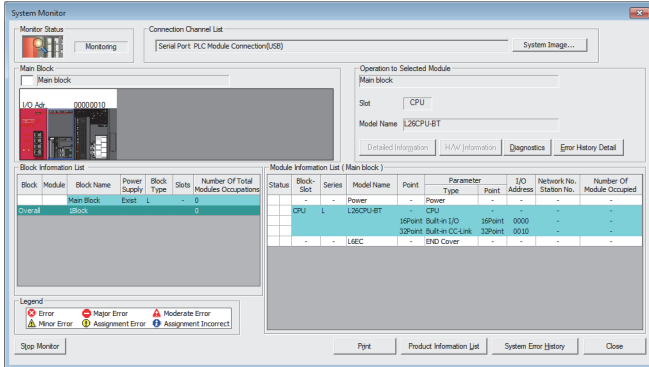 System Monitor
Monitor Status
Monitoring
Connection Channel List
Serial Port PLC Module Connection(USB)
System Image...
Main Block
Main block
I/O Adr. 00000010
Operation to Selected Module
Main block
Slot CPU
Model Name L26CPU-BT
Detailed Information H/W Information Diagnostics Error History Detail
Block Information List
Block Module Block Name Power Supply Block Type Slots Number Of Total Modules Occupations
Main Block Exist L - 0
Overall 1Block 0
Module Information List ( Main block )
Status Block-Slot Series Model Name Point Parameter Type Point I/O Address Network No. Station No. Number Of Module Occupied
- - Power - Power - - - -
CPU L L26CPU-BT - CPU - - - -
16Point Built-in I/O 16Point 0000 - -
32Point Built-in CC-Link 32Point 0010 - -
- - L6EC - END Cover - - - -
Legend
Error Major Error Moderate Error
Minor Error Assignment Error Assignment Incorrect
Stop Monitor
Print Product Information List System Error History Close